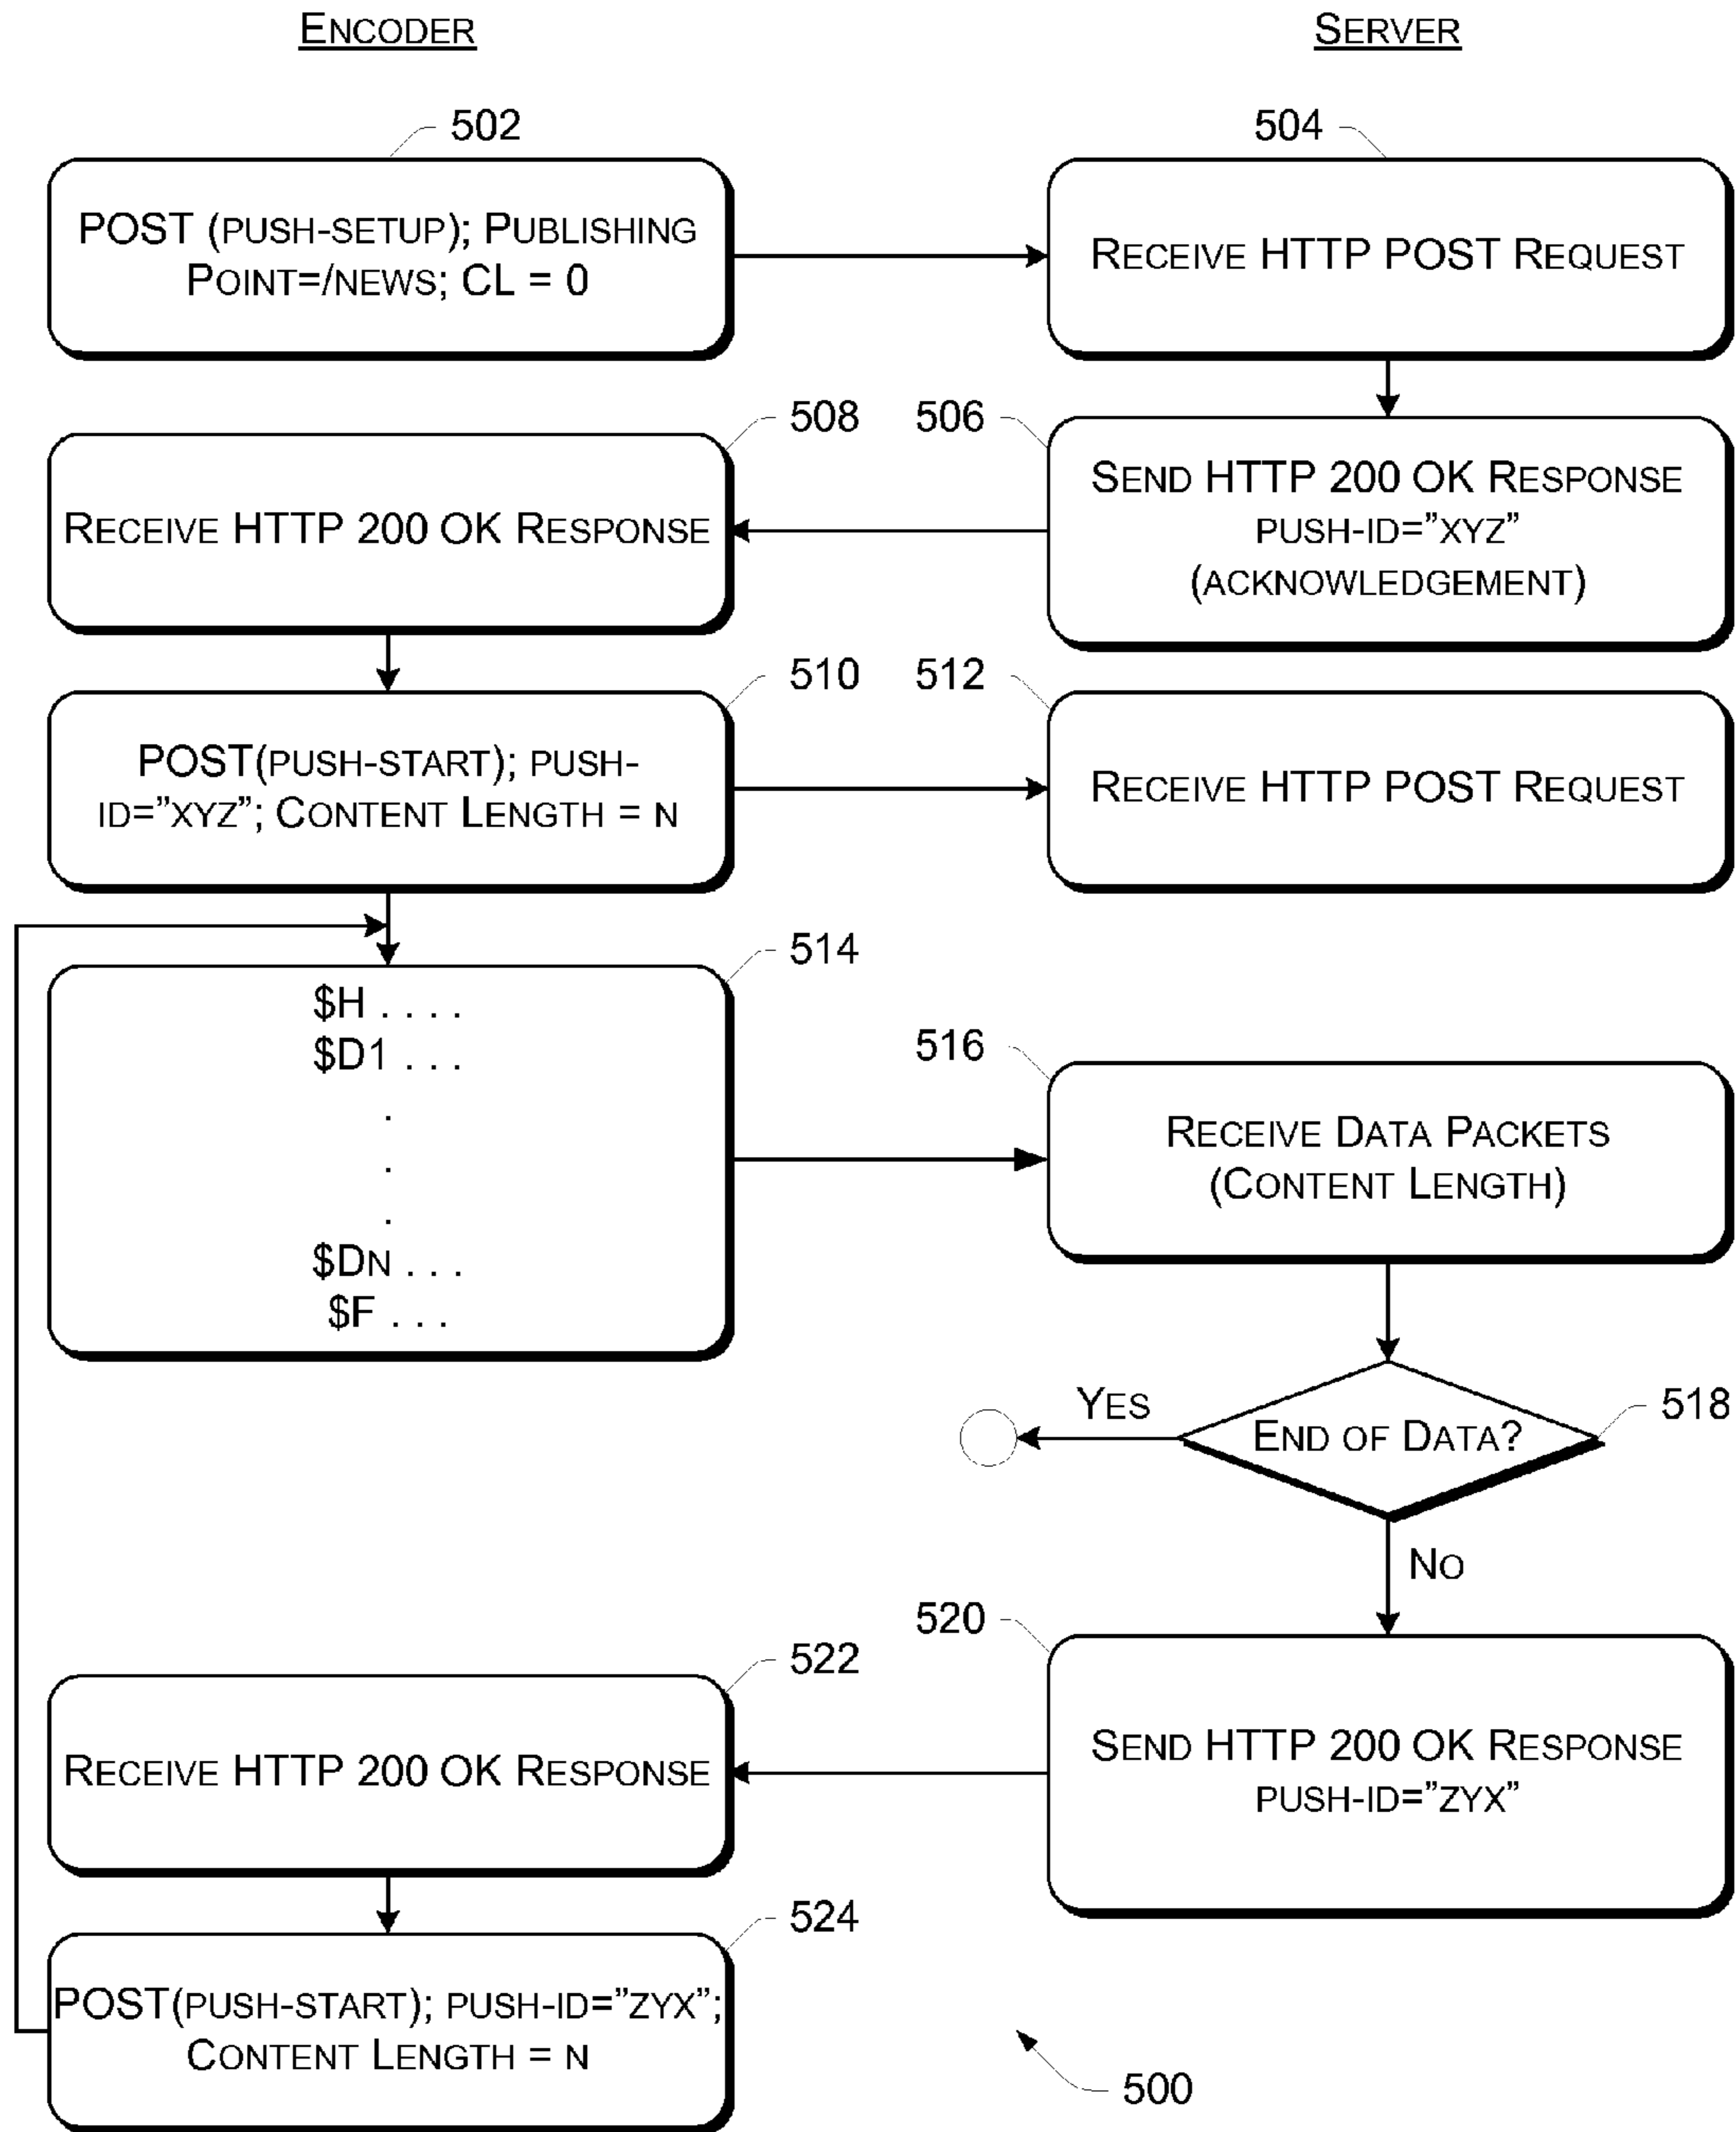 ENCODER
SERVER
502
504
POST (PUSH-SETUP); PUBLISHING
POINT=/NEWS; CL = 0
RECEIVE HTTP POST REQUEST
508
506
RECEIVE HTTP 200 OK RESPONSE
SEND HTTP 200 OK RESPONSE
PUSH-ID=”XYZ”
(ACKNOWLEDGEMENT)
510
512
POST(PUSH-START); PUSH-
ID=”XYZ”; CONTENT LENGTH = N
RECEIVE HTTP POST REQUEST
514
$H . . . .
$D1 . . .
.
.
.
$DN . . .
$F . . .
516
RECEIVE DATA PACKETS
(CONTENT LENGTH)
YES
END OF DATA?
518
NO
520
522
RECEIVE HTTP 200 OK RESPONSE
SEND HTTP 200 OK RESPONSE
PUSH-ID=”ZYX”
524
POST(PUSH-START); PUSH-ID=”ZYX”;
CONTENT LENGTH = N
500